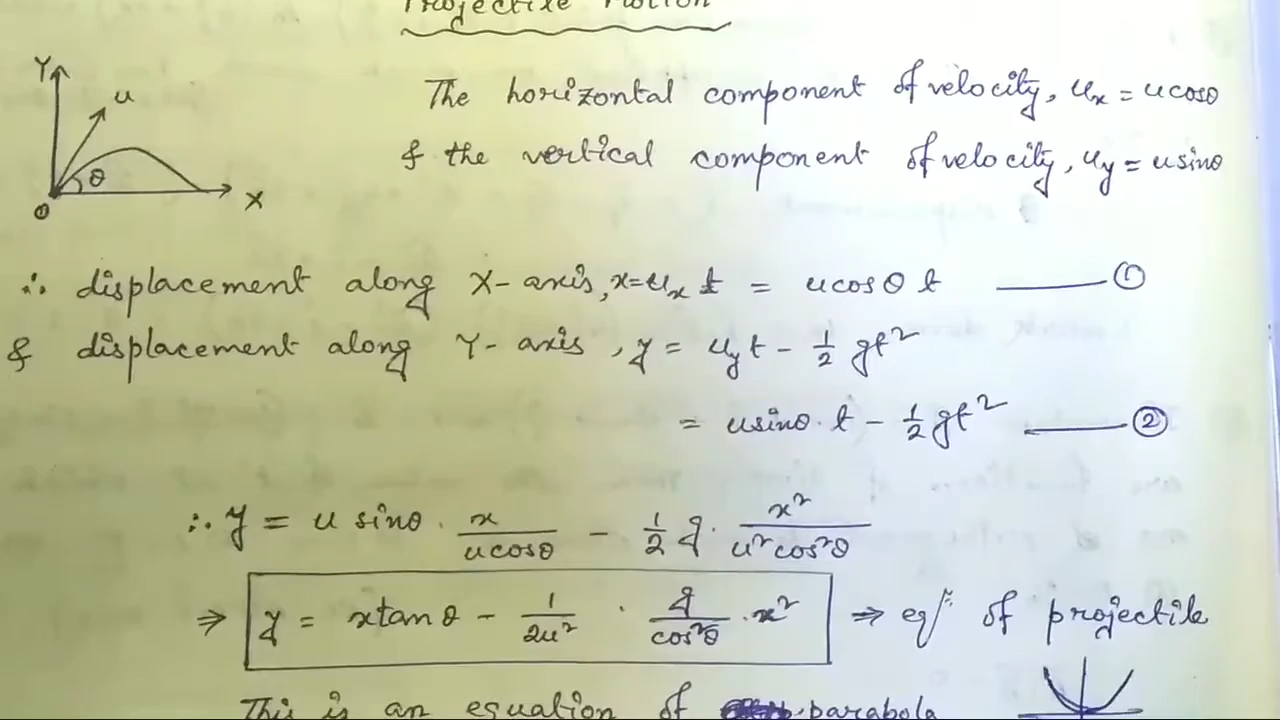 Projectile Motion
Y
u
θ
X
O
The horizontal component of velocity, uₓ = u cosθ
& the vertical component of velocity, u_y = u sinθ
∴ displacement along X-axis, x = uₓ t = u cosθ t ——— ①
& displacement along Y-axis, y = u_y t - 1/2 gt²
= u sinθ · t - 1/2 gt² ——— ②
∴ y = u sinθ · x/(u cosθ) - 1/2 g · x²/(u² cos²θ)
⇒ y = x tanθ - 1/(2u²) · g/(cos²θ) · x² ⇒ eqⁿ of projectile
This is an equation of parabola